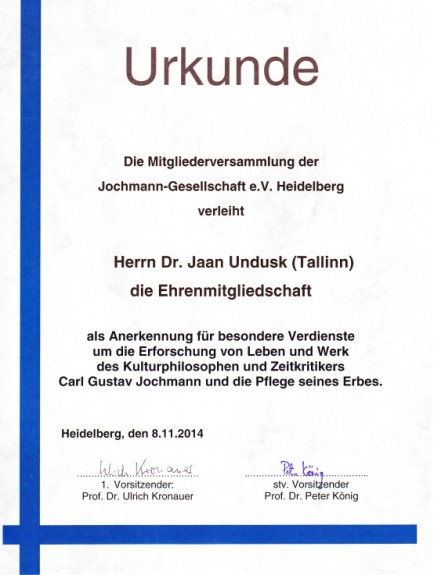 Urkunde
Die Mitgliederversammlung der
Jochmann-Gesellschaft e.V. Heidelberg
verleiht
Herrn Dr. Jaan Undusk (Tallinn)
die Ehrenmitgliedschaft
als Anerkennung für besondere Verdienste
um die Erforschung von Leben und Werk
des Kulturphilosophen und Zeitkritikers
Carl Gustav Jochmann und die Pflege seines Erbes.
Heidelberg, den 8.11.2014
Ulrich Kronauer Peter König
1. Vorsitzender: stv. Vorsitzender
Prof. Dr. Ulrich Kronauer Prof. Dr. Peter König